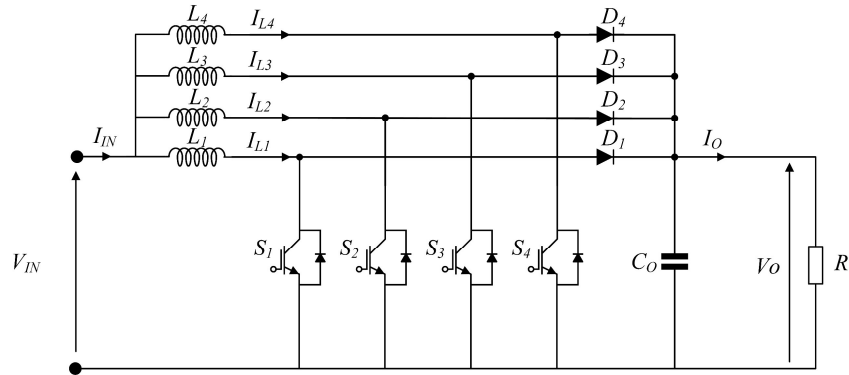 L4 IL4 D4
L3 IL3 D3
L2 IL2 D2
IIN L1 IL1 D1 IO
S1 S2 S3 S4
VIN CO Vo R